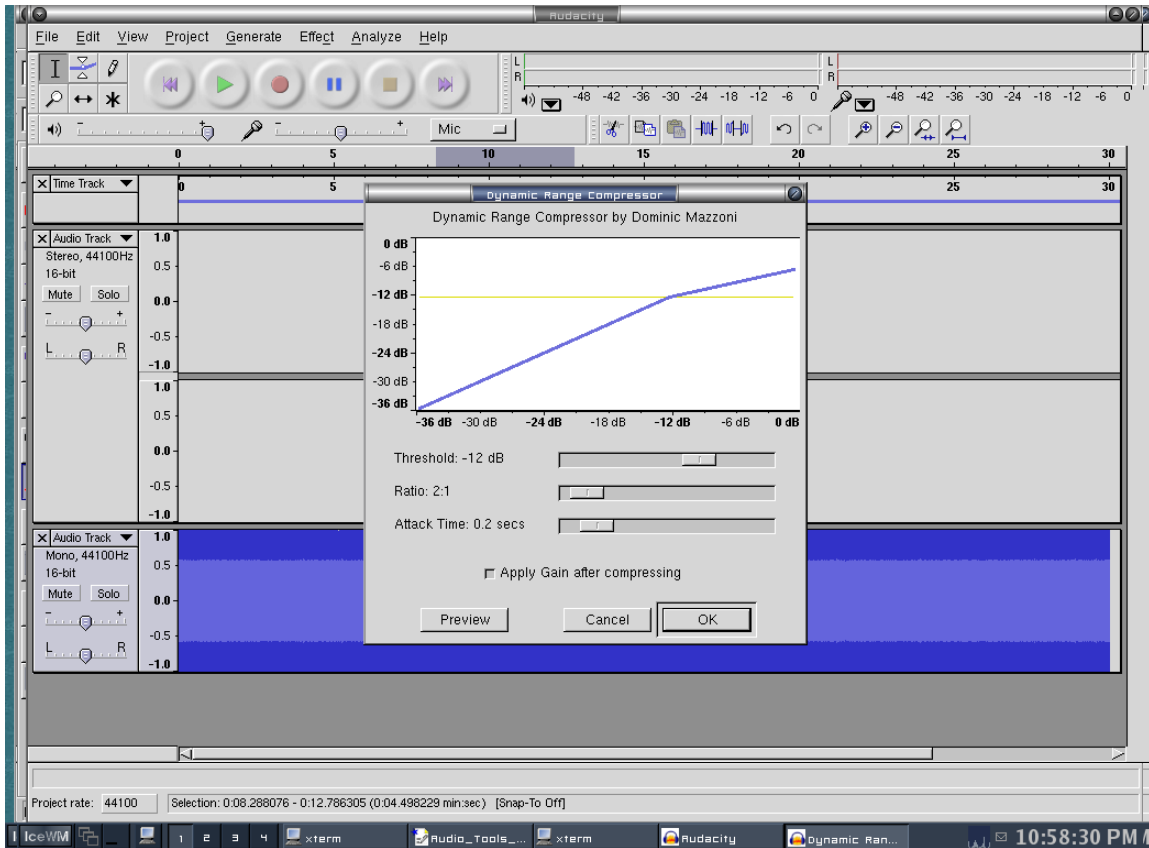 Audacity
File Edit View Project Generate Effect Analyze Help
L
R
-48 -42 -36 -30 -24 -18 -12 -6 0
L
R
-48 -42 -36 -30 -24 -18 -12 -6 0
- + - + Mic
0 5 10 15 20 25 30
Time Track
0 5 25 30
Audio Track
Stereo, 44100Hz
16-bit
Mute Solo
- +
L R
1.0
0.5
0.0
-0.5
-1.0
1.0
0.5
0.0
-0.5
-1.0
Audio Track
Mono, 44100Hz
16-bit
Mute Solo
- +
L R
1.0
0.5
0.0
-0.5
-1.0
Dynamic Range Compressor
Dynamic Range Compressor by Dominic Mazzoni
0 dB
-6 dB
-12 dB
-18 dB
-24 dB
-30 dB
-36 dB
-36 dB -30 dB -24 dB -18 dB -12 dB -6 dB 0 dB
Threshold: -12 dB
Ratio: 2:1
Attack Time: 0.2 secs
Apply Gain after compressing
Preview Cancel OK
Project rate: 44100 Selection: 0:08.288076 - 0:12.786305 (0:04.498229 min:sec) [Snap-To Off]
IceWM 1 2 3 4 xterm Audio_Tools_... xterm Audacity Dynamic Ran... 10:58:30 PM